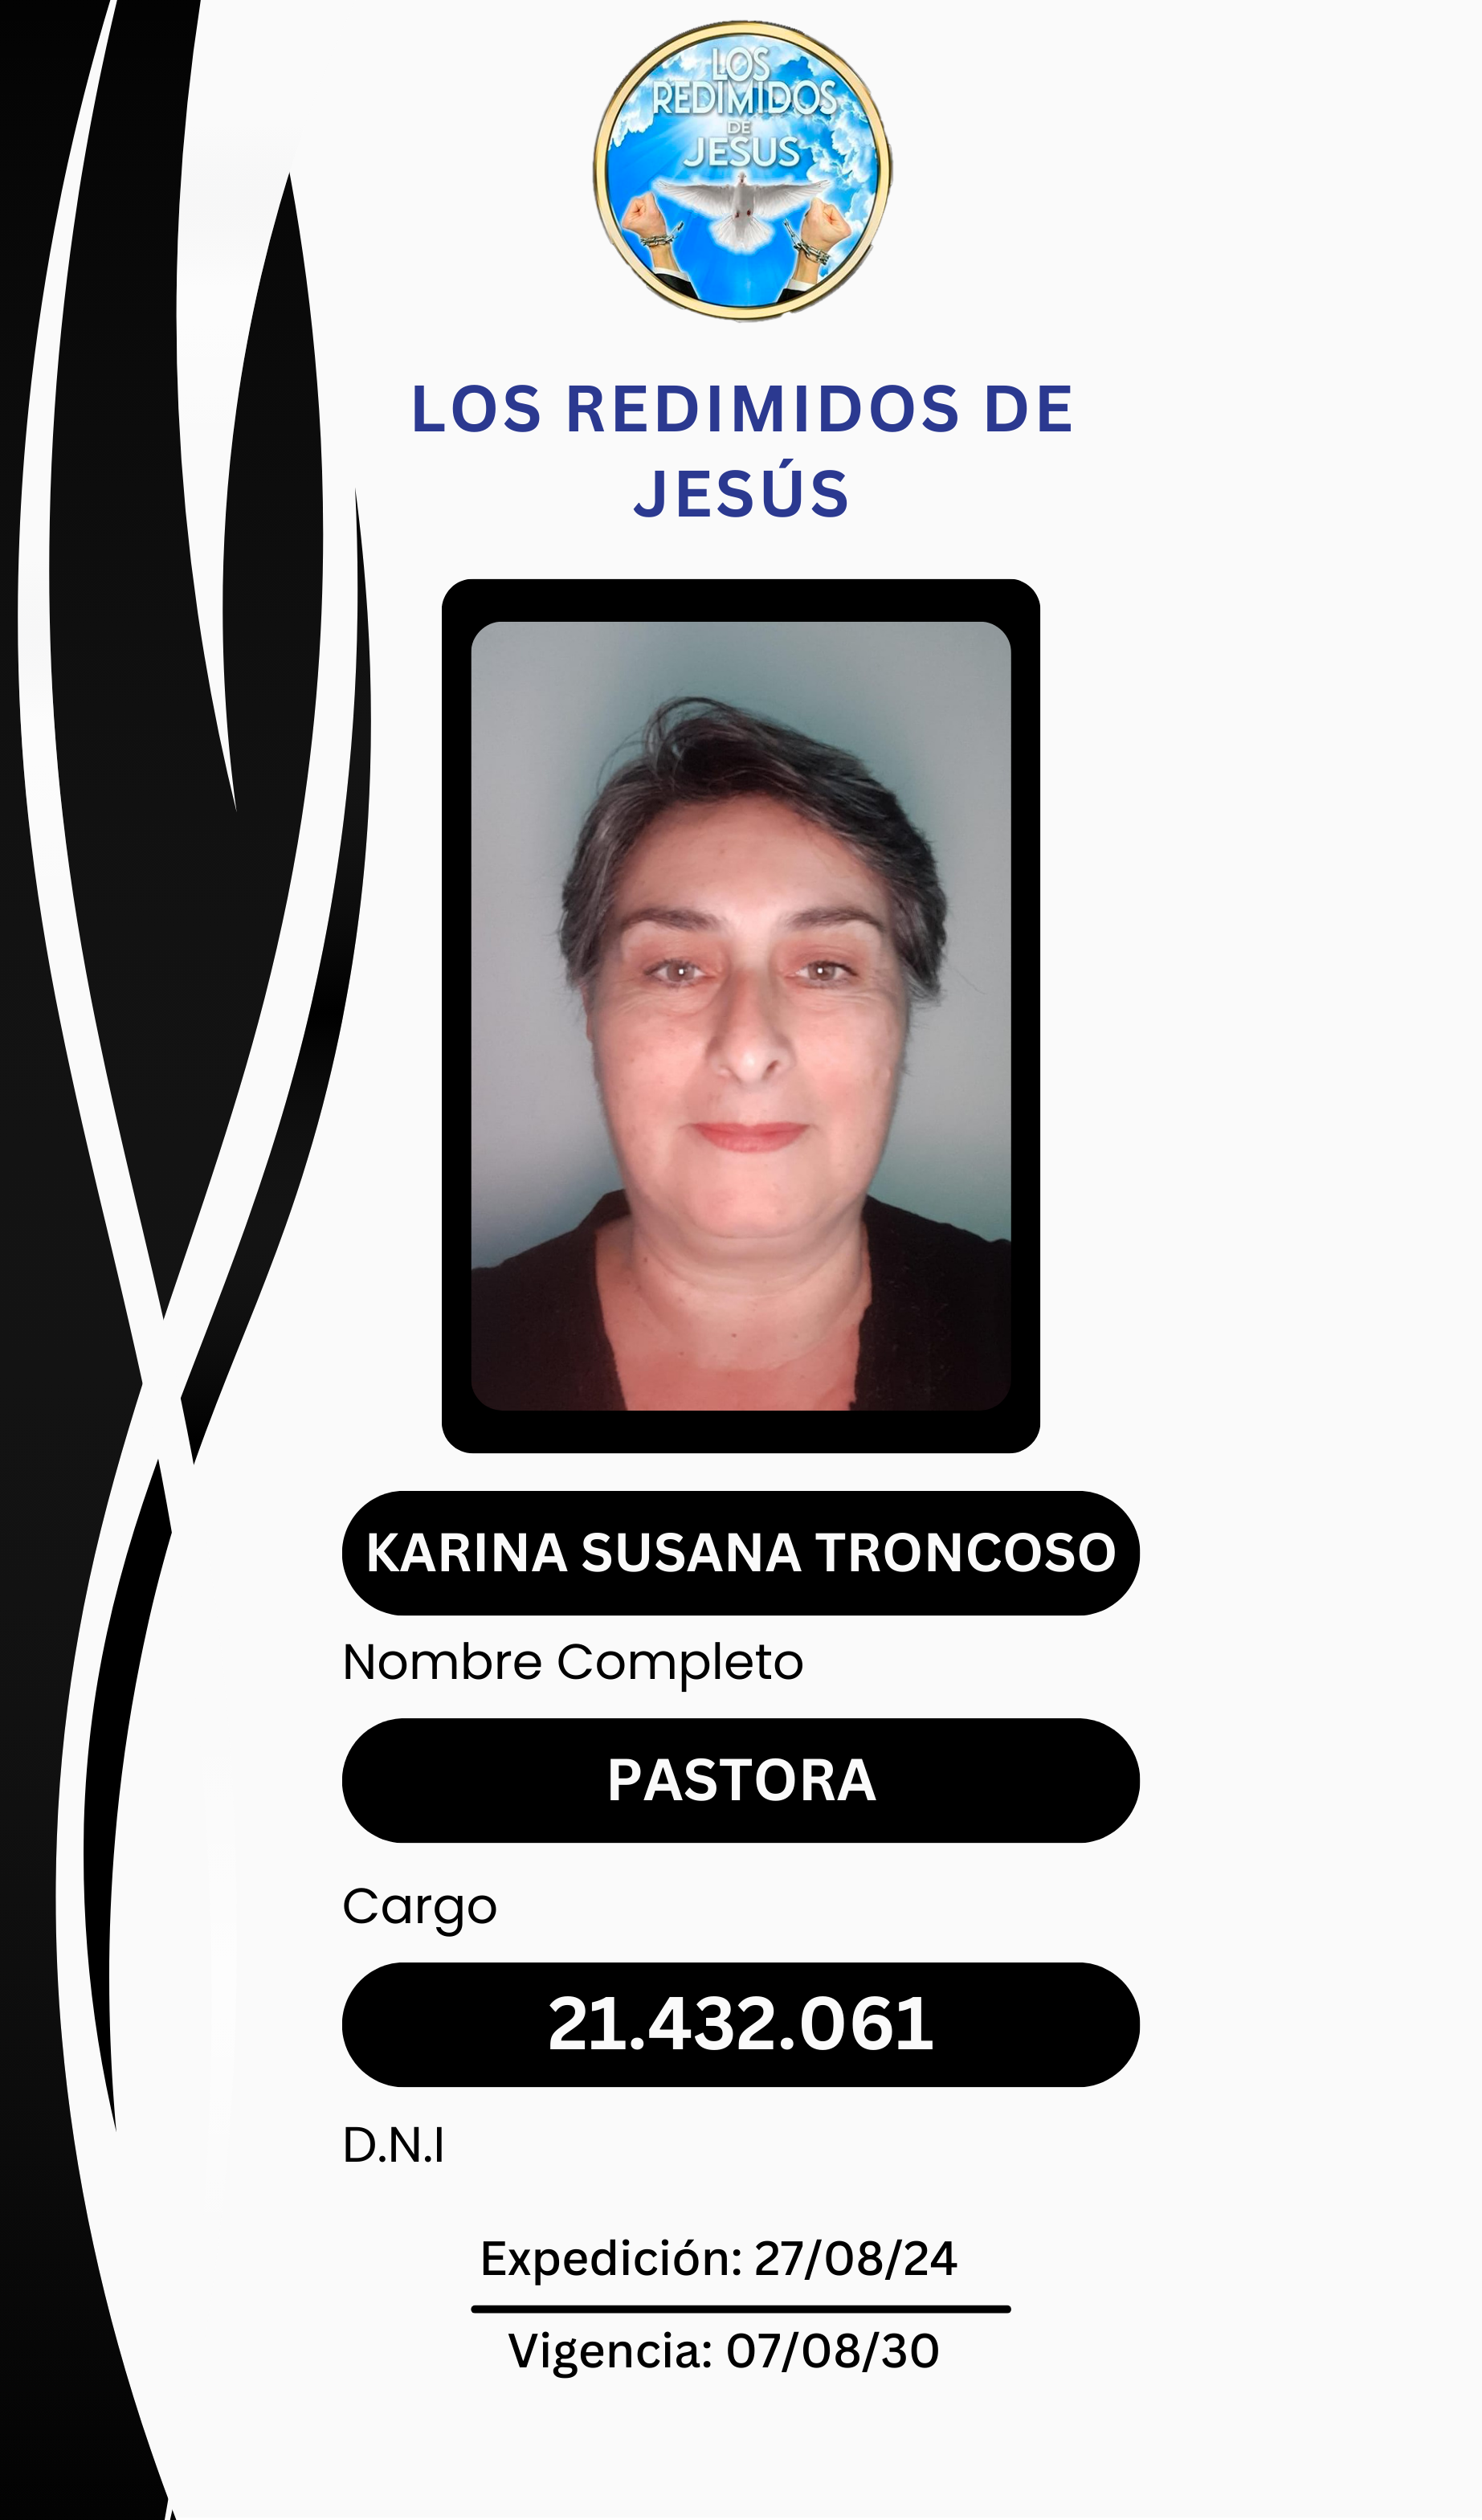 LOS
REDIMIDOS
DE
JESUS
LOS REDIMIDOS DE
JESÚS
KARINA SUSANA TRONCOSO
Nombre Completo
PASTORA
Cargo
21.432.061
D.N.I
Expedición: 27/08/24
Vigencia: 07/08/30